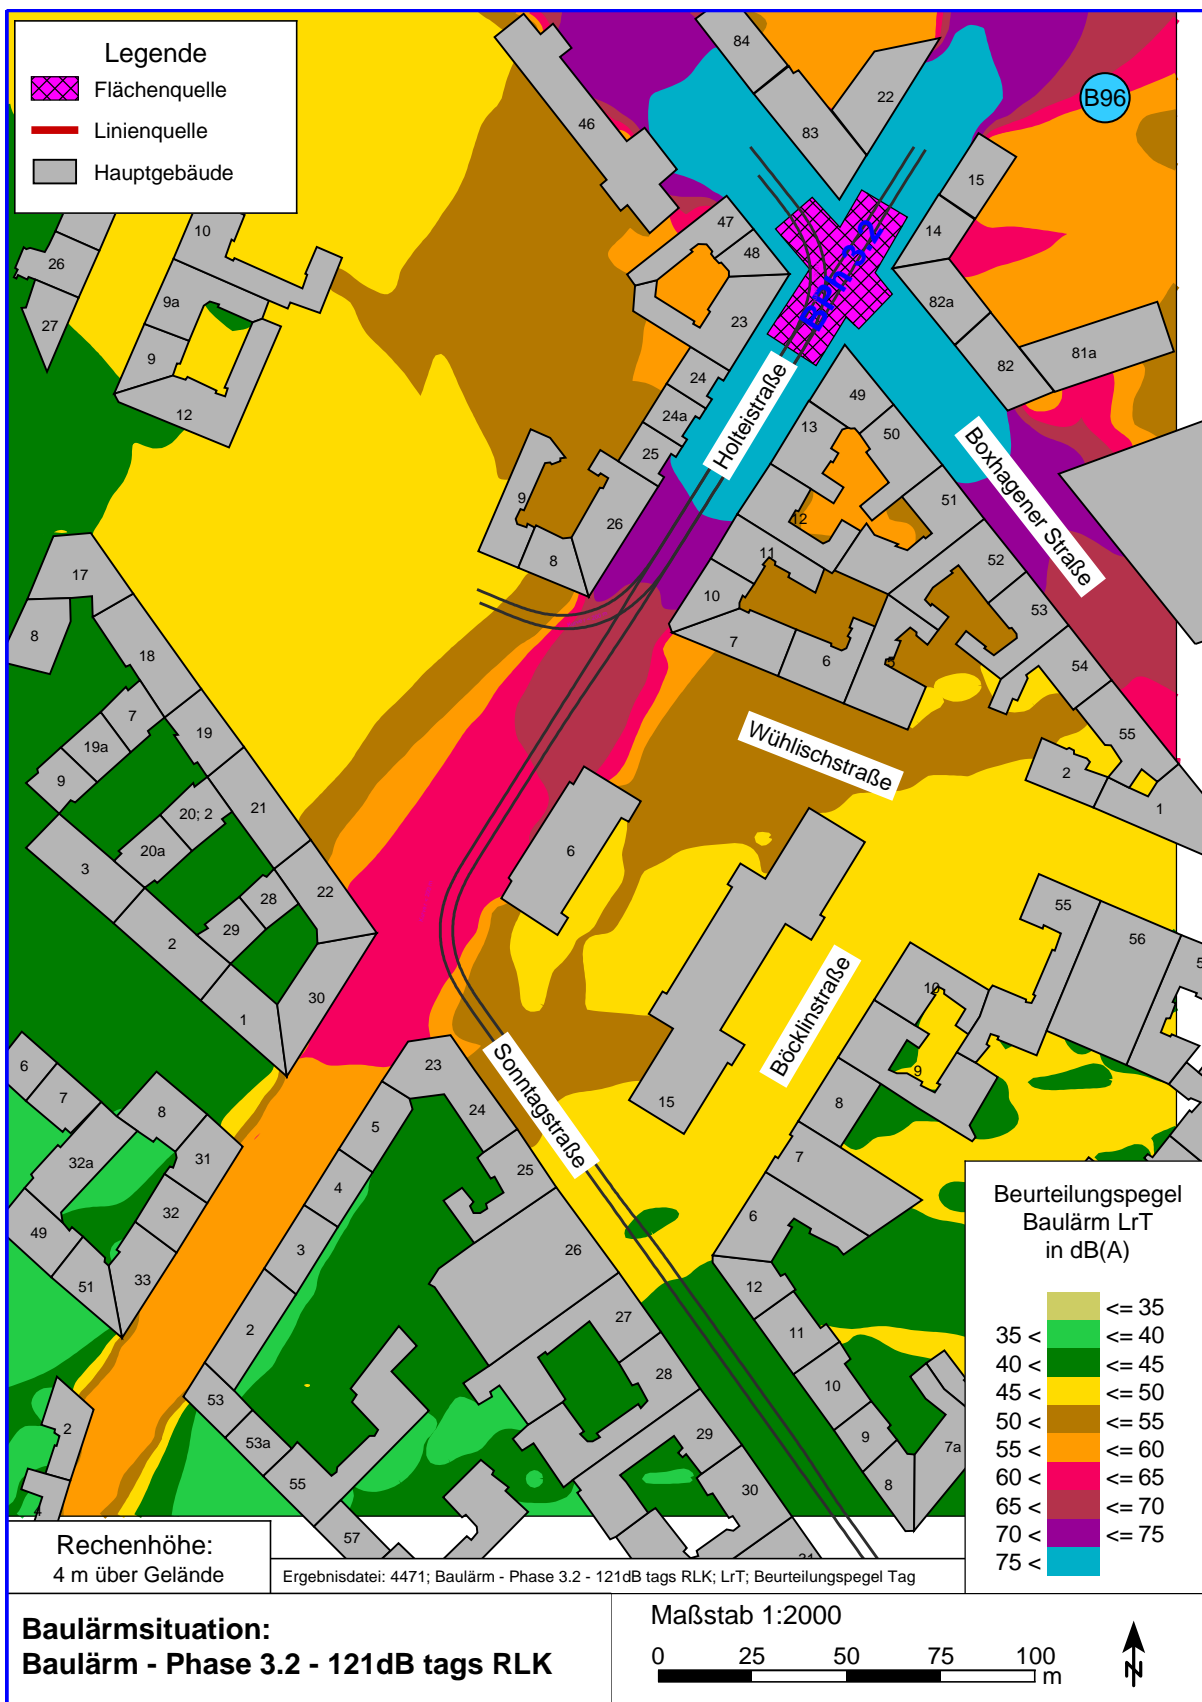 Legende
Flächenquelle
Linienquelle
Hauptgebäude
84
22
B96
46
83
15
47
48
14
10
26
9a
27
23
82a
BPh 3.2
9
12
24
24a
25
81a
82
49
13
50
Holteistraße
Boxhagener Straße
9
26
8
51
12
11
52
17
10
53
8
7
6
54
18
7
19
19a
55
9
Wühlischstraße
2
1
20; 2
21
20a
3
6
28
22
29
2
55
56
5
30
1
10
Böcklinstraße
Sonntagstraße
23
9
6
7
8
24
15
8
5
31
32a
25
7
4
32
49
6
3
26
51
33
12
27
2
11
28
10
53
2
53a
29
9
7a
55
30
8
4
57
31
Beurteilungspegel
Baulärm LrT
in dB(A)
<= 35
35 < <= 40
40 < <= 45
45 < <= 50
50 < <= 55
55 < <= 60
60 < <= 65
65 < <= 70
70 < <= 75
75 <
Rechenhöhe:
4 m über Gelände
Ergebnisdatei: 4471; Baulärm - Phase 3.2 - 121dB tags RLK; LrT; Beurteilungspegel Tag
Baulärmsituation:
Baulärm - Phase 3.2 - 121dB tags RLK
Maßstab 1:2000
0 25 50 75 100
m
N